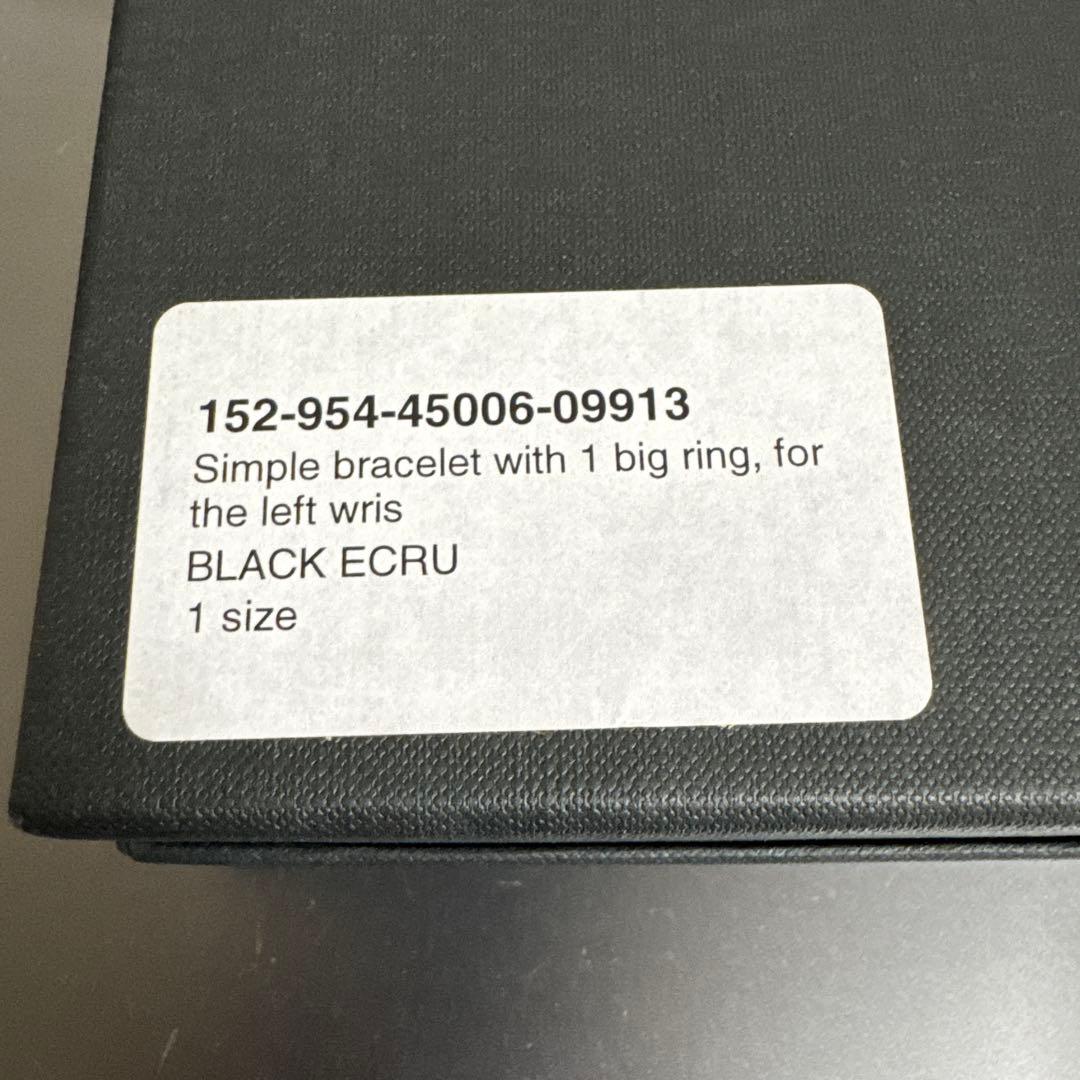 152-954-45006-09913
Simple bracelet with 1 big ring, for
the left wris
BLACK ECRU
1 size